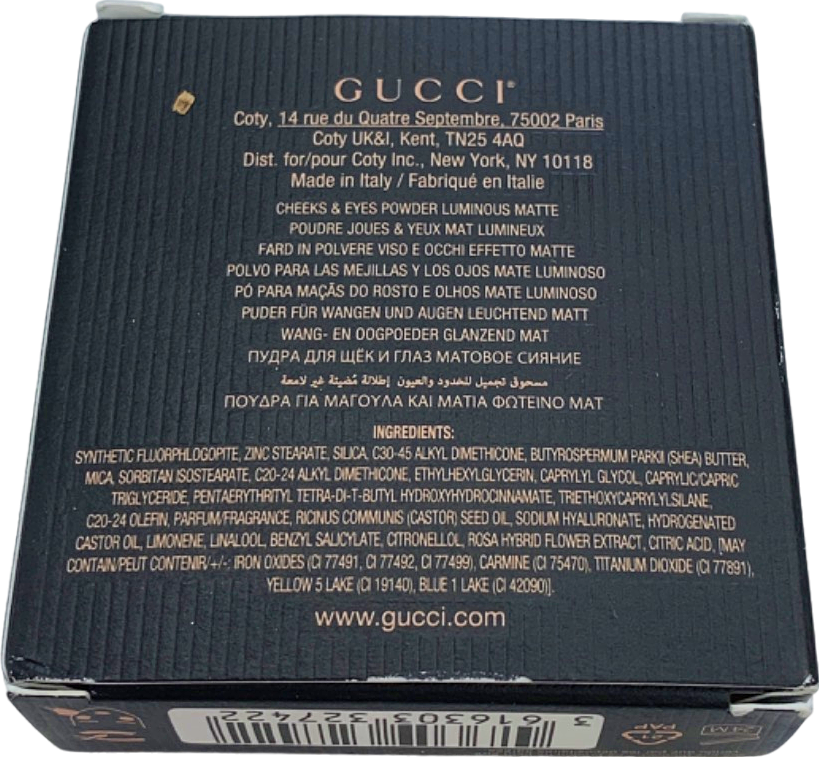 GUCCI®
Coty, 14 rue du Quatre Septembre, 75002 Paris
Coty UK&I, Kent, TN25 4AQ
Dist. for/pour Coty Inc., New York, NY 10118
Made in Italy / Fabriqué en Italie
CHEEKS & EYES POWDER LUMINOUS MATTE
POUDRE JOUES & YEUX MAT LUMINEUX
FARD IN POLVERE VISO E OCCHI EFFETTO MATTE
POLVO PARA LAS MEJILLAS Y LOS OJOS MATE LUMINOSO
PÓ PARA MAÇÃS DO ROSTO E OLHOS MATE LUMINOSO
PUDER FÜR WANGEN UND AUGEN LEUCHTEND MATT
WANG- EN OOGPOEDER GLANZEND MAT
ПУДРА ДЛЯ ЩЁК И ГЛАЗ МАТОВОЕ СИЯНИЕ
مسحوق تجميل للخدود والعيون إطلالة مُضيئة غير لامعة
ΠΟΥΔΡΑ ΓΙΑ ΜΑΓΟΥΛΑ ΚΑΙ ΜΑΤΙΑ ΦΩΤΕΙΝΟ ΜΑΤ
INGREDIENTS:
SYNTHETIC FLUORPHLOGOPITE, ZINC STEARATE, SILICA, C30-45 ALKYL DIMETHICONE, BUTYROSPERMUM PARKII (SHEA) BUTTER,
MICA, SORBITAN ISOSTEARATE, C20-24 ALKYL DIMETHICONE, ETHYLHEXYLGLYCERIN, CAPRYLYL GLYCOL, CAPRYLIC/CAPRIC
TRIGLYCERIDE, PENTAERYTHRITYL TETRA-DI-T-BUTYL HYDROXYHYDROCINNAMATE, TRIETHOXYCAPRYLYLSILANE,
C20-24 OLEFIN, PARFUM/FRAGRANCE, RICINUS COMMUNIS (CASTOR) SEED OIL, SODIUM HYALURONATE, HYDROGENATED
CASTOR OIL, LIMONENE, LINALOOL, BENZYL SALICYLATE, CITRONELLOL, ROSA HYBRID FLOWER EXTRACT, CITRIC ACID, [MAY
CONTAIN/PEUT CONTENIR/+/-: IRON OXIDES (CI 77491, CI 77492, CI 77499), CARMINE (CI 75470), TITANIUM DIOXIDE (CI 77891),
YELLOW 5 LAKE (CI 19140), BLUE 1 LAKE (CI 42090)].
www.gucci.com
3 616303 327422
21
PAP
24 M